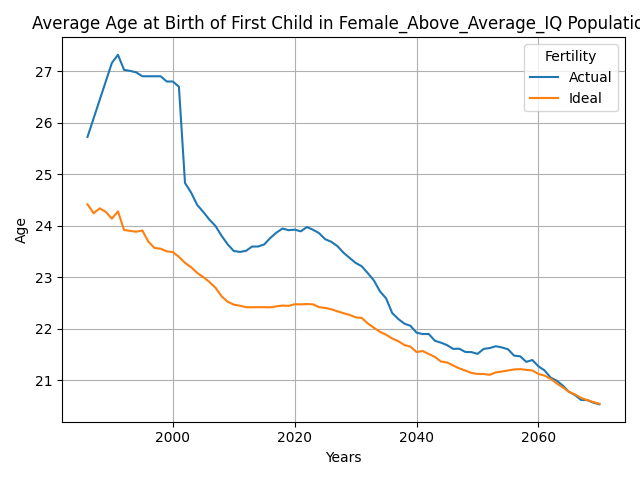 Average Age at Birth of First Child in Female_Above_Average_IQ Populatio
Fertility
Actual
Ideal
Age
27
26
25
24
23
22
21
2000 2020 2040 2060
Years